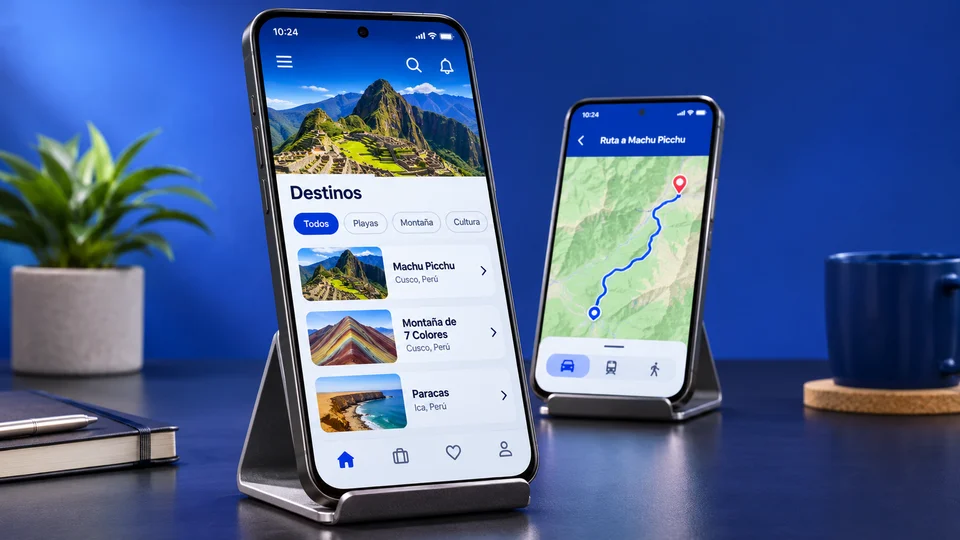 10:24
Destinos
Todos
Playas
Montaña
Cultura
Machu Picchu
Cusco, Perú
Montaña de
7 Colores
Cusco, Perú
Paracas
Ica, Perú
10:24
Ruta a Machu Picchu